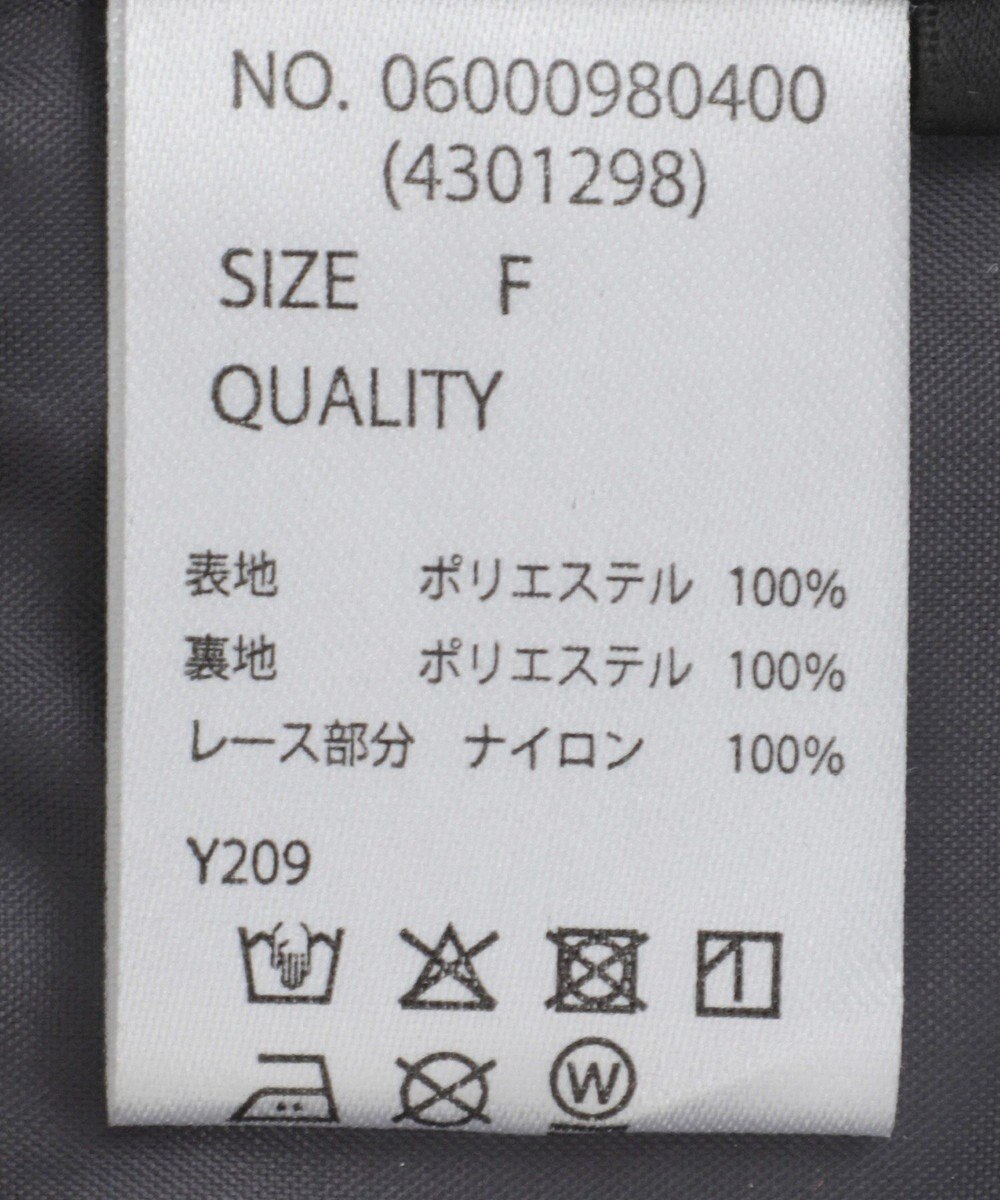 NO. 06000980400
(4301298)
SIZE F
QUALITY
表地 ポリエステル 100%
裏地 ポリエステル 100%
レース部分 ナイロン 100%
Y209
W